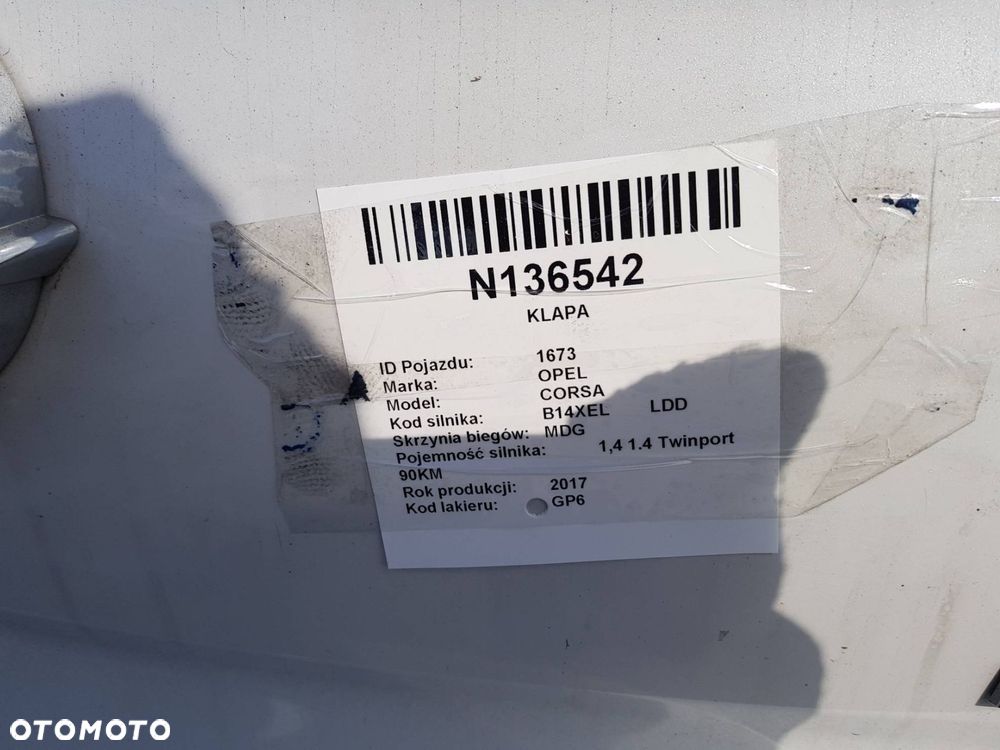 N136542
KLAPA
ID Pojazdu: 1673
Marka: OPEL
Model: CORSA
Kod silnika: B14XEL LDD
Skrzynia biegów: MDG
Pojemność silnika: 1,4 1.4 Twinport
90KM
Rok produkcji: 2017
Kod lakieru: GP6
OTOMOTO